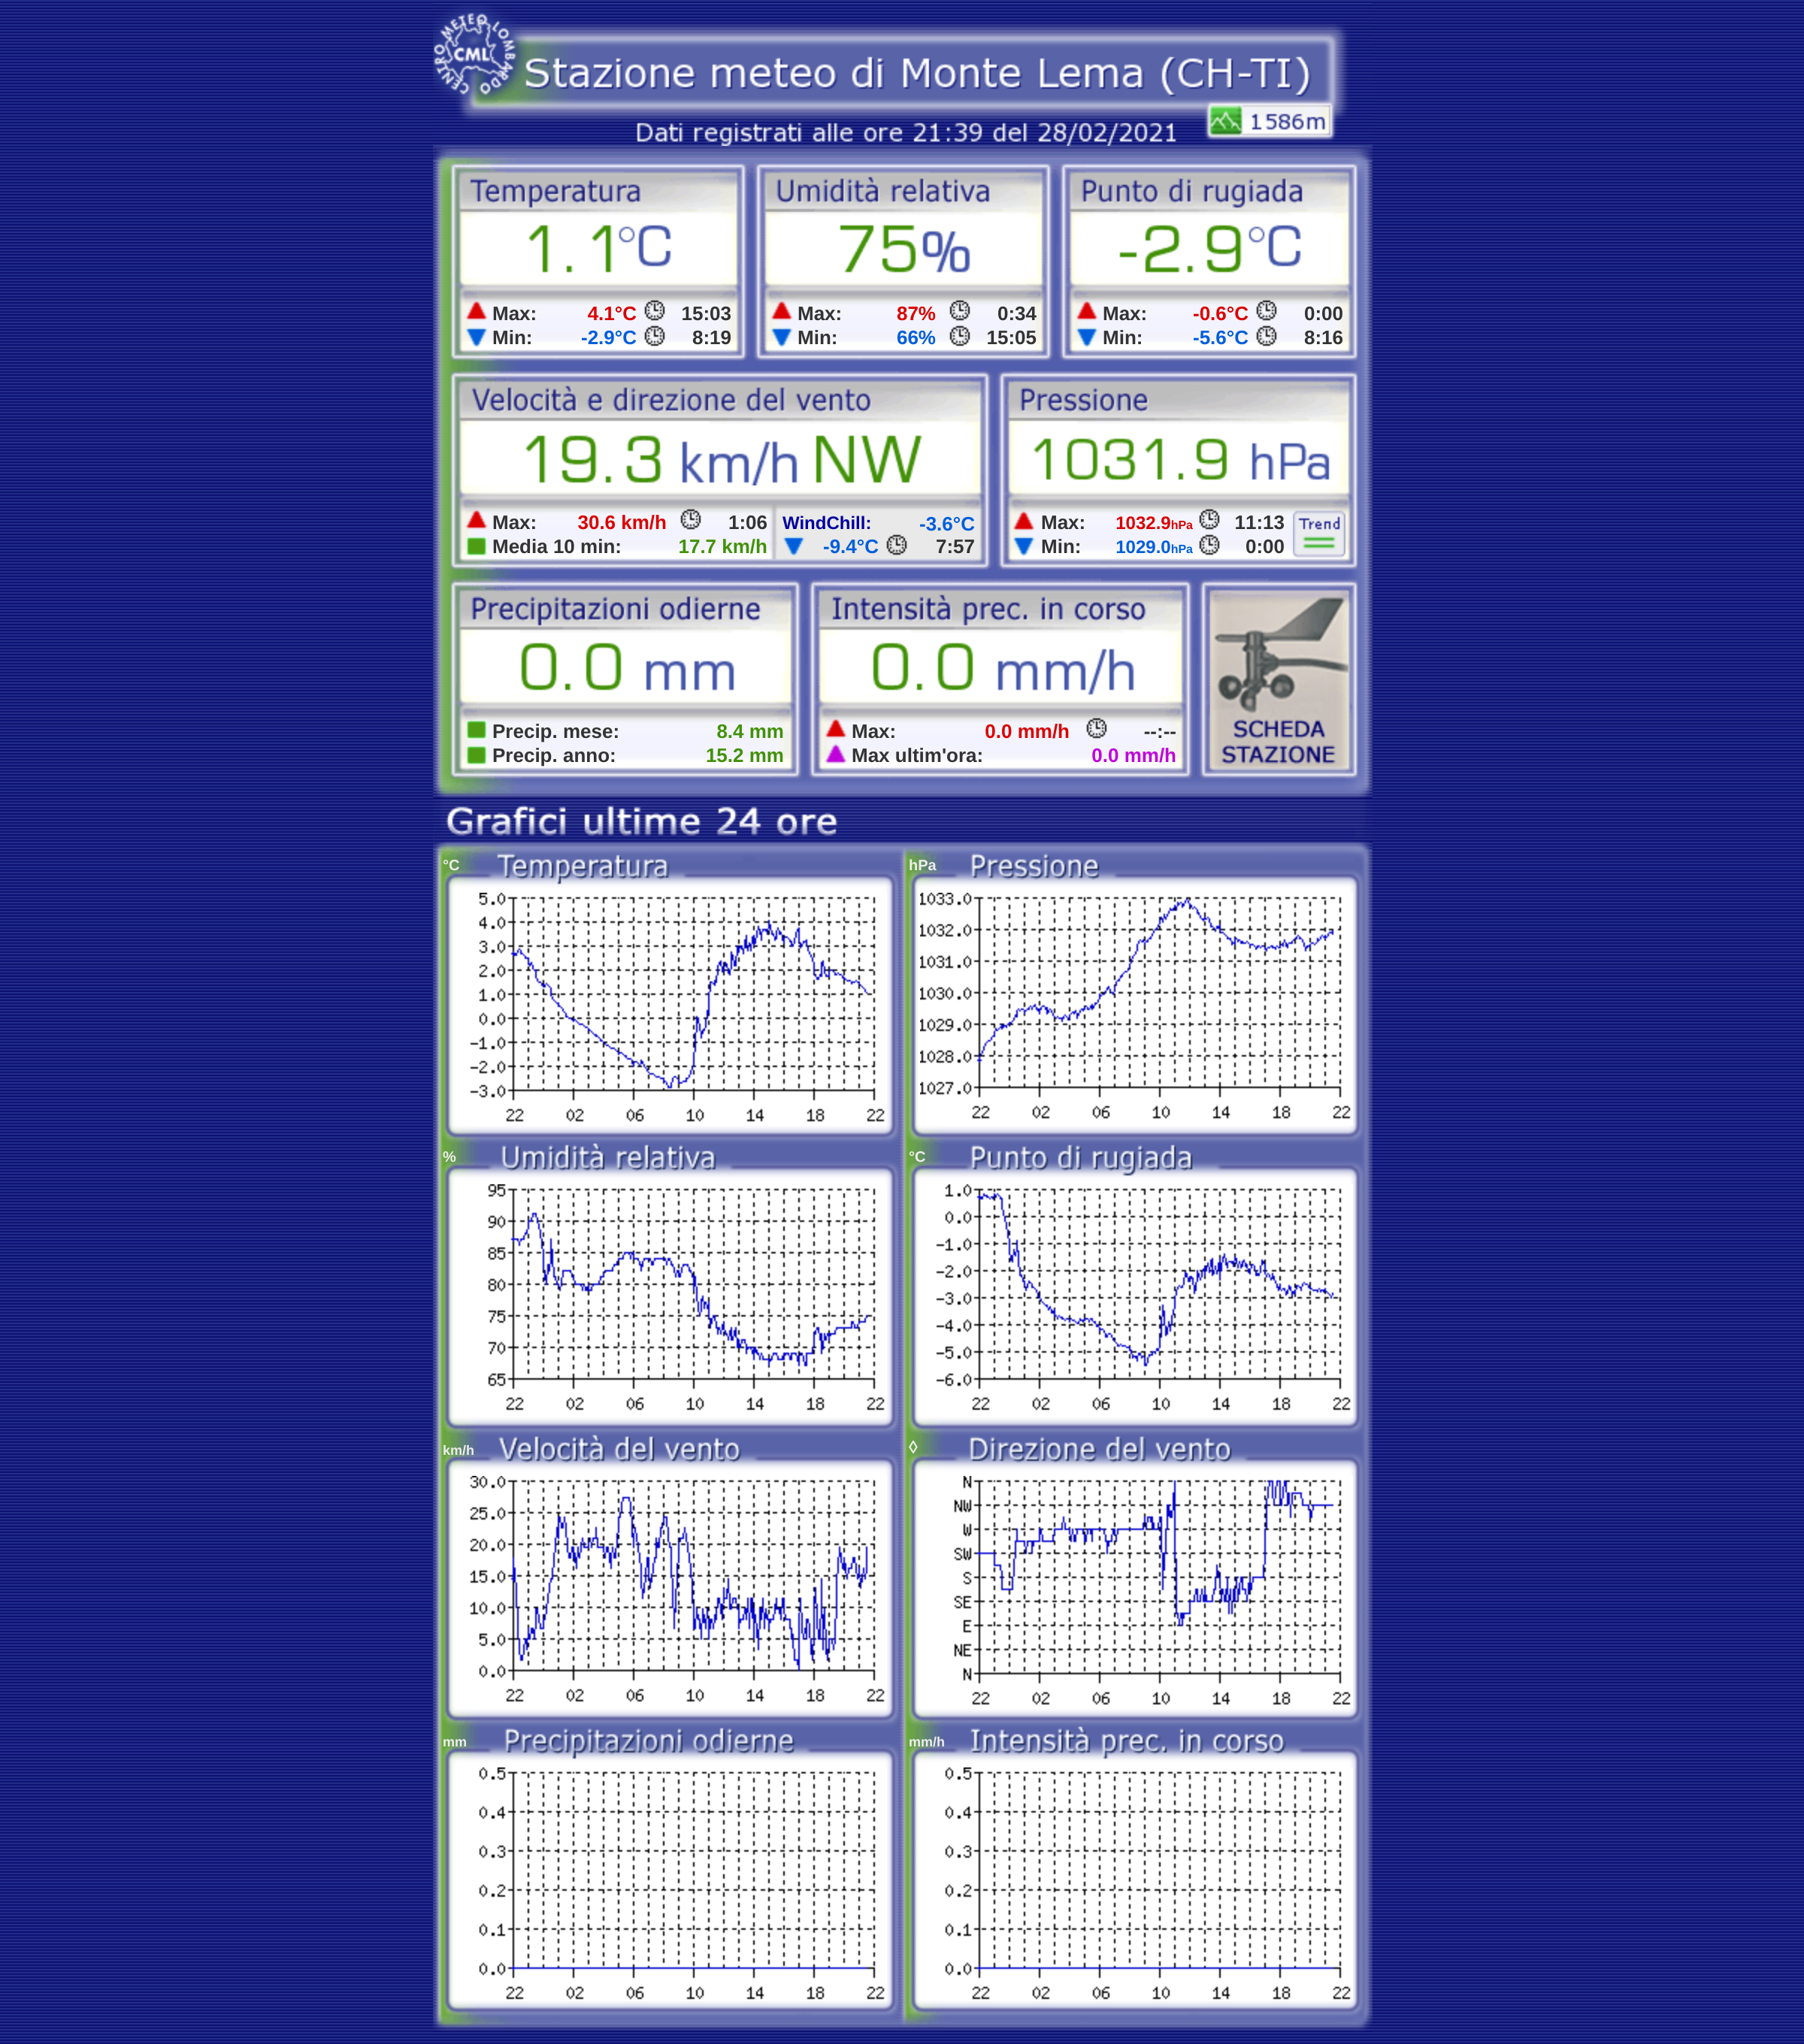 CENTRO METEO LOMBARDO
CML
Stazione meteo di Monte Lema (CH-TI)
1586m
Dati registrati alle ore 21:39 del 28/02/2021
Temperatura
1.1°C
Max: 4.1°C 15:03
Min: -2.9°C 8:19
Umidità relativa
75%
Max: 87% 0:34
Min: 66% 15:05
Punto di rugiada
-2.9°C
Max: -0.6°C 0:00
Min: -5.6°C 8:16
Velocità e direzione del vento
19.3 km/h NW
Max: 30.6 km/h 1:06
Media 10 min: 17.7 km/h
WindChill: -3.6°C
-9.4°C 7:57
Pressione
1031.9 hPa
Max: 1032.9hPa 11:13
Min: 1029.0hPa 0:00
Trend
Precipitazioni odierne
0.0 mm
Precip. mese: 8.4 mm
Precip. anno: 15.2 mm
Intensità prec. in corso
0.0 mm/h
Max: 0.0 mm/h --:--
Max ultim'ora: 0.0 mm/h
SCHEDA
STAZIONE
Grafici ultime 24 ore
°C Temperatura
5.0
4.0
3.0
2.0
1.0
0.0
-1.0
-2.0
-3.0
22 02 06 10 14 18 22
hPa Pressione
1033.0
1032.0
1031.0
1030.0
1029.0
1028.0
1027.0
22 02 06 10 14 18 22
% Umidità relativa
95
90
85
80
75
70
65
22 02 06 10 14 18 22
°C Punto di rugiada
1.0
0.0
-1.0
-2.0
-3.0
-4.0
-5.0
-6.0
22 02 06 10 14 18 22
km/h Velocità del vento
30.0
25.0
20.0
15.0
10.0
5.0
0.0
22 02 06 10 14 18 22
◊ Direzione del vento
N
NW
W
SW
S
SE
E
NE
N
22 02 06 10 14 18 22
mm Precipitazioni odierne
0.5
0.4
0.3
0.2
0.1
0.0
22 02 06 10 14 18 22
mm/h Intensità prec. in corso
0.5
0.4
0.3
0.2
0.1
0.0
22 02 06 10 14 18 22